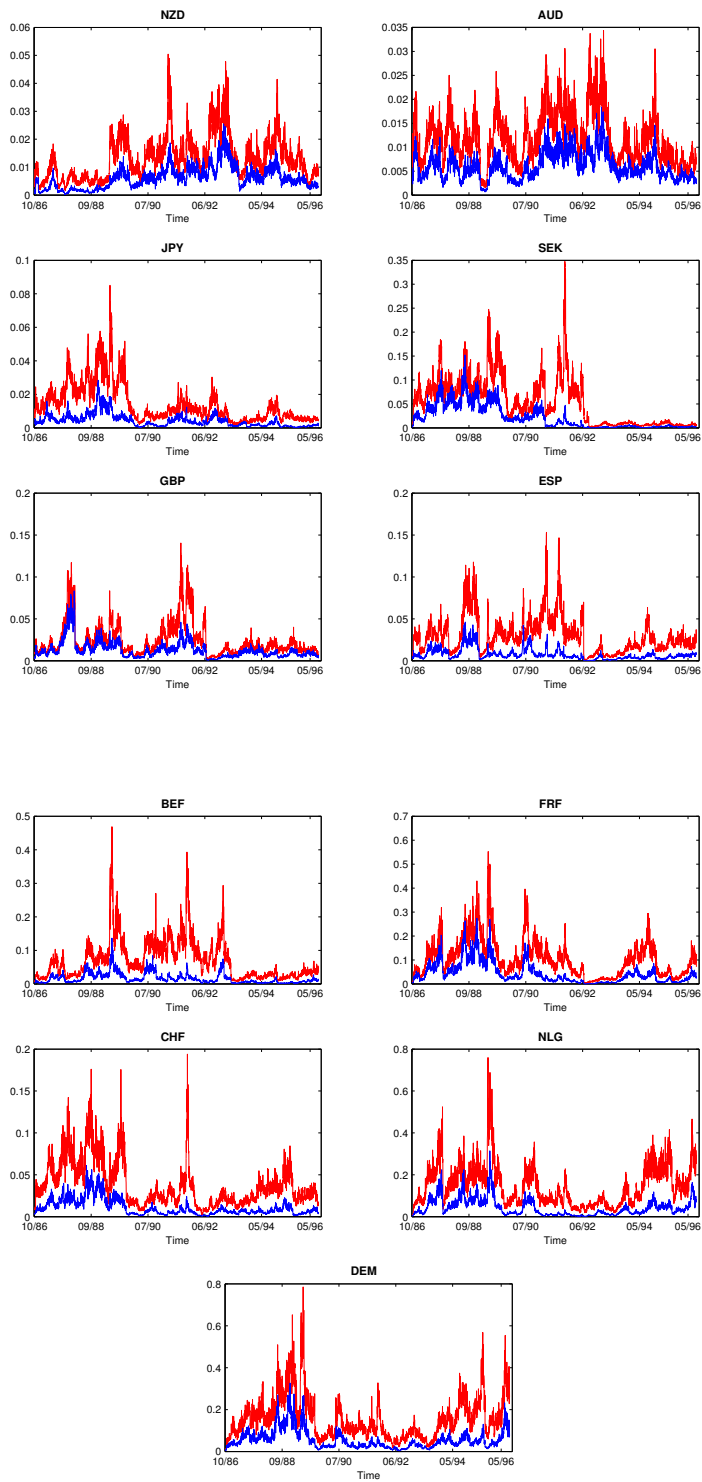 NZD AUD
0.06 0.035
0.05 0.03
0.04 0.025
0.03 0.02
0.02 0.015
0.01 0.01
0.005
0 0
10/86 09/88 07/90 06/92 05/94 05/96 10/86 09/88 07/90 06/92 05/94 05/96
Time Time
JPY SEK
0.1 0.35
0.08 0.3
0.06 0.25
0.04 0.2
0.02 0.15
0.1
0.05
0 0
10/86 09/88 07/90 06/92 05/94 05/96 10/86 09/88 07/90 06/92 05/94 05/96
Time Time
GBP ESP
0.2 0.2
0.15 0.15
0.1 0.1
0.05 0.05
0 0
10/86 09/88 07/90 06/92 05/94 05/96 10/86 09/88 07/90 06/92 05/94 05/96
Time Time
BEF FRF
0.5 0.7
0.4 0.6
0.3 0.5
0.2 0.4
0.1 0.3
0.2
0.1
0 0
10/86 09/88 07/90 06/92 05/94 05/96 10/86 09/88 07/90 06/92 05/94 05/96
Time Time
CHF NLG
0.2 0.8
0.15 0.6
0.1 0.4
0.05 0.2
0 0
10/86 09/88 07/90 06/92 05/94 05/96 10/86 09/88 07/90 06/92 05/94 05/96
Time Time
DEM
0.8
0.6
0.4
0.2
0
10/86 09/88 07/90 06/92 05/94 05/96
Time